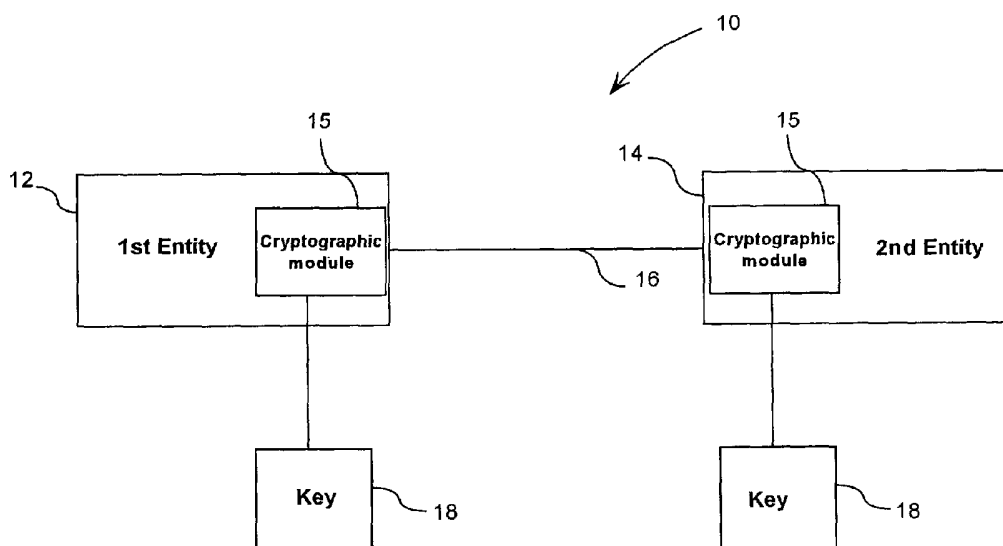 10
15
15
12
14
1st Entity
Cryptographic
module
Cryptographic
module
2nd Entity
16
Key
18
Key
18